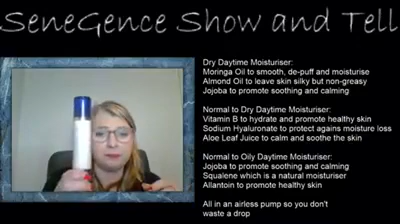 SeneGence Show and Tell
Dry Daytime Moisturiser:
Moringa Oil to smooth, de-puff and moisturise
Almond Oil to leave skin silky but non-greasy
Jojoba to promote soothing and calming
Normal to Dry Daytime Moisturiser:
Vitamin B to hydrate and promote healthy skin
Sodium Hyaluronate to protect agains moisture loss
Aloe Leaf Juice to calm and soothe the skin
Normal to Oily Daytime Moisturiser:
Jojoba to promote soothing and calming
Squalene which is a natural moisturiser
Allantoin to promote healthy skin
All in an airless pump so you don't
waste a drop